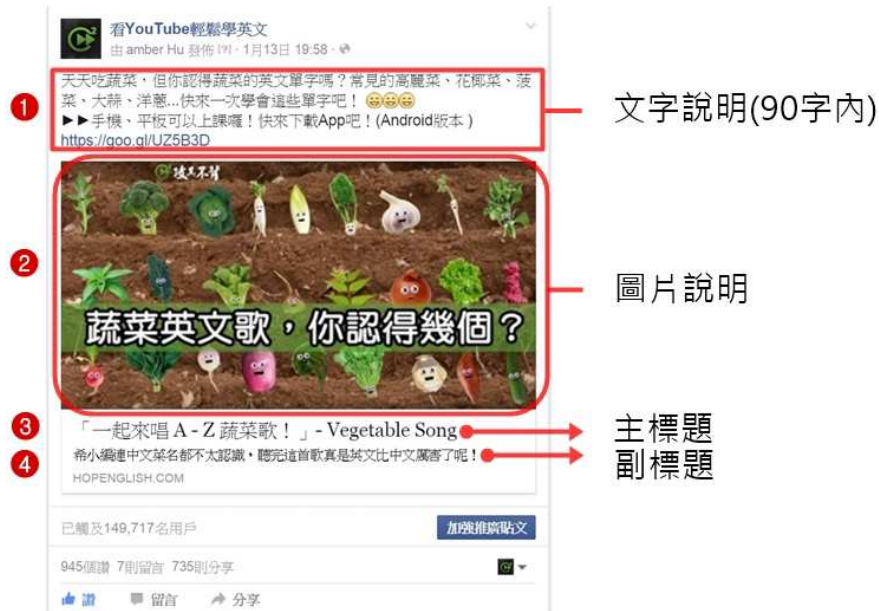 看YouTube輕鬆學英文
由 amber Hu 發佈 [?] · 1月13日 19:58 ·
1
天天吃蔬菜，但你認得蔬菜的英文單字嗎？常見的高麗菜、花椰菜、菠
菜、大蒜、洋蔥...快來一次學會這些單字吧！😄😄😄
▶▶手機、平板可以上課囉！快來下載App吧！(Android版本 )
https://goo.gl/UZ5B3D
文字說明(90字內)
2
蔬菜英文歌，你認得幾個？
圖片說明
3
「一起來唱 A - Z 蔬菜歌！」- Vegetable Song
主標題
4
希小編連中文菜名都不太認識，聽完這首歌真是英文比中文厲害了呢！
副標題
HOPENGLISH.COM
已觸及149,717名用戶
加強推廣貼文
945個讚 7則留言 735則分享
讚 留言 分享